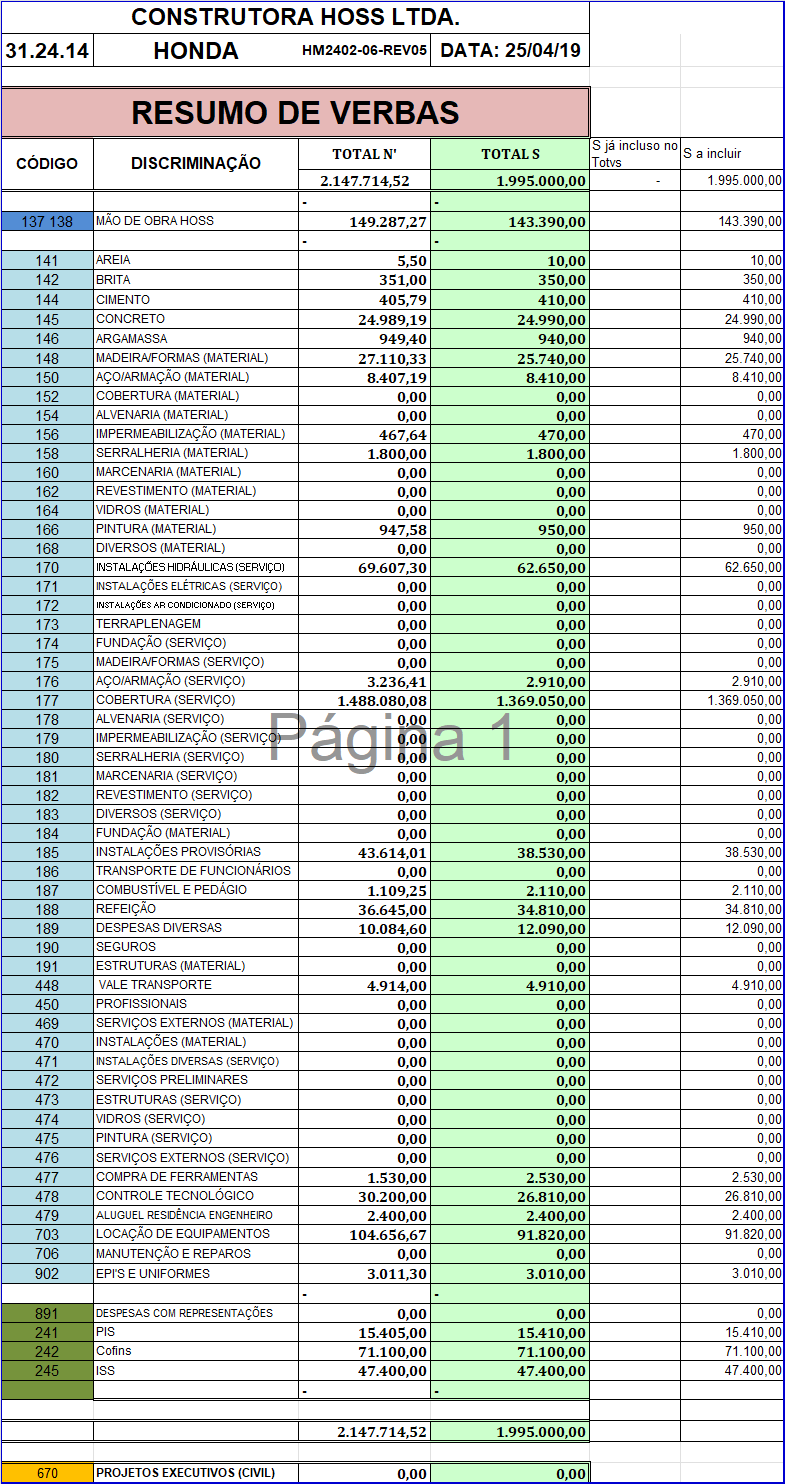 CONSTRUTORA HOSS LTDA.
31.24.14 HONDA HM2402-06-REV05 DATA: 25/04/19
RESUMO DE VERBAS
CÓDIGO DISCRIMINAÇÃO TOTAL N' TOTAL S S já incluso no Totvs S a incluir
2.147.714,52 1.995.000,00 - 1.995.000,00
- -
137 138 MÃO DE OBRA HOSS 149.287,27 143.390,00 143.390,00
- -
141 AREIA 5,50 10,00 10,00
142 BRITA 351,00 350,00 350,00
144 CIMENTO 405,79 410,00 410,00
145 CONCRETO 24.989,19 24.990,00 24.990,00
146 ARGAMASSA 949,40 940,00 940,00
148 MADEIRA/FORMAS (MATERIAL) 27.110,33 25.740,00 25.740,00
150 AÇO/ARMAÇÃO (MATERIAL) 8.407,19 8.410,00 8.410,00
152 COBERTURA (MATERIAL) 0,00 0,00 0,00
154 ALVENARIA (MATERIAL) 0,00 0,00 0,00
156 IMPERMEABILIZAÇÃO (MATERIAL) 467,64 470,00 470,00
158 SERRALHERIA (MATERIAL) 1.800,00 1.800,00 1.800,00
160 MARCENARIA (MATERIAL) 0,00 0,00 0,00
162 REVESTIMENTO (MATERIAL) 0,00 0,00 0,00
164 VIDROS (MATERIAL) 0,00 0,00 0,00
166 PINTURA (MATERIAL) 947,58 950,00 950,00
168 DIVERSOS (MATERIAL) 0,00 0,00 0,00
170 INSTALAÇÕES HIDRÁULICAS (SERVIÇO) 69.607,30 62.650,00 62.650,00
171 INSTALAÇÕES ELÉTRICAS (SERVIÇO) 0,00 0,00 0,00
172 INSTALAÇÕES AR CONDICIONADO (SERVIÇO) 0,00 0,00 0,00
173 TERRAPLENAGEM 0,00 0,00 0,00
174 FUNDAÇÃO (SERVIÇO) 0,00 0,00 0,00
175 MADEIRA/FORMAS (SERVIÇO) 0,00 0,00 0,00
176 AÇO/ARMAÇÃO (SERVIÇO) 3.236,41 2.910,00 2.910,00
177 COBERTURA (SERVIÇO) 1.488.080,08 1.369.050,00 1.369.050,00
178 ALVENARIA (SERVIÇO) 0,00 0,00 0,00
179 IMPERMEABILIZAÇÃO (SERVIÇO) 0,00 0,00 0,00
Página 1
180 SERRALHERIA (SERVIÇO) 0,00 0,00 0,00
181 MARCENARIA (SERVIÇO) 0,00 0,00 0,00
182 REVESTIMENTO (SERVIÇO) 0,00 0,00 0,00
183 DIVERSOS (SERVIÇO) 0,00 0,00 0,00
184 FUNDAÇÃO (MATERIAL) 0,00 0,00 0,00
185 INSTALAÇÕES PROVISÓRIAS 43.614,01 38.530,00 38.530,00
186 TRANSPORTE DE FUNCIONÁRIOS 0,00 0,00 0,00
187 COMBUSTÍVEL E PEDÁGIO 1.109,25 2.110,00 2.110,00
188 REFEIÇÃO 36.645,00 34.810,00 34.810,00
189 DESPESAS DIVERSAS 10.084,60 12.090,00 12.090,00
190 SEGUROS 0,00 0,00 0,00
191 ESTRUTURAS (MATERIAL) 0,00 0,00 0,00
448 VALE TRANSPORTE 4.914,00 4.910,00 4.910,00
450 PROFISSIONAIS 0,00 0,00 0,00
469 SERVIÇOS EXTERNOS (MATERIAL) 0,00 0,00 0,00
470 INSTALAÇÕES (MATERIAL) 0,00 0,00 0,00
471 INSTALAÇÕES DIVERSAS (SERVIÇO) 0,00 0,00 0,00
472 SERVIÇOS PRELIMINARES 0,00 0,00 0,00
473 ESTRUTURAS (SERVIÇO) 0,00 0,00 0,00
474 VIDROS (SERVIÇO) 0,00 0,00 0,00
475 PINTURA (SERVIÇO) 0,00 0,00 0,00
476 SERVIÇOS EXTERNOS (SERVIÇO) 0,00 0,00 0,00
477 COMPRA DE FERRAMENTAS 1.530,00 2.530,00 2.530,00
478 CONTROLE TECNOLÓGICO 30.200,00 26.810,00 26.810,00
479 ALUGUEL RESIDÊNCIA ENGENHEIRO 2.400,00 2.400,00 2.400,00
703 LOCAÇÃO DE EQUIPAMENTOS 104.656,67 91.820,00 91.820,00
706 MANUTENÇÃO E REPAROS 0,00 0,00 0,00
902 EPI'S E UNIFORMES 3.011,30 3.010,00 3.010,00
- -
891 DESPESAS COM REPRESENTAÇÕES 0,00 0,00 0,00
241 PIS 15.405,00 15.410,00 15.410,00
242 Cofins 71.100,00 71.100,00 71.100,00
245 ISS 47.400,00 47.400,00 47.400,00
- -
2.147.714,52 1.995.000,00
670 PROJETOS EXECUTIVOS (CIVIL) 0,00 0,00